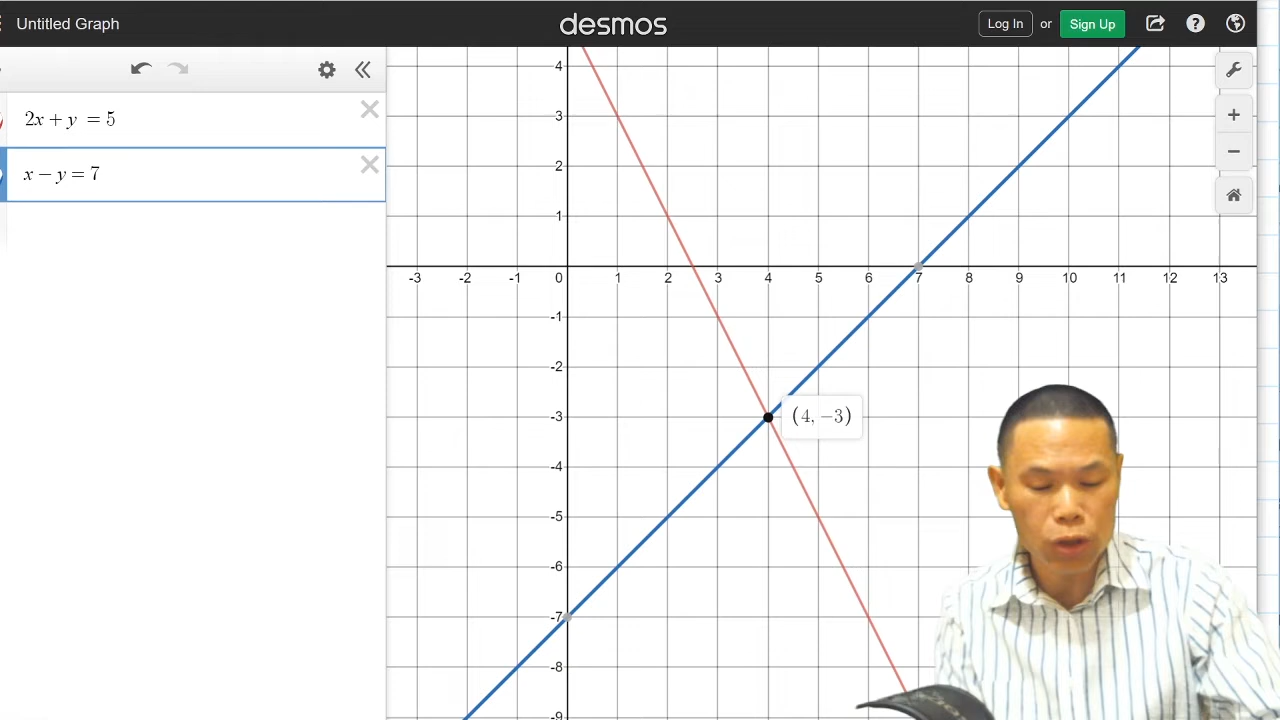 Untitled Graph
desmos
Log In or Sign Up
2x + y = 5
x − y = 7
4
3
2
1
-3 -2 -1 0 1 2 3 4 5 6 7 8 9 10 11 12 13
-1
-2
-3
(4, −3)
-4
-5
-6
-7
-8
-9